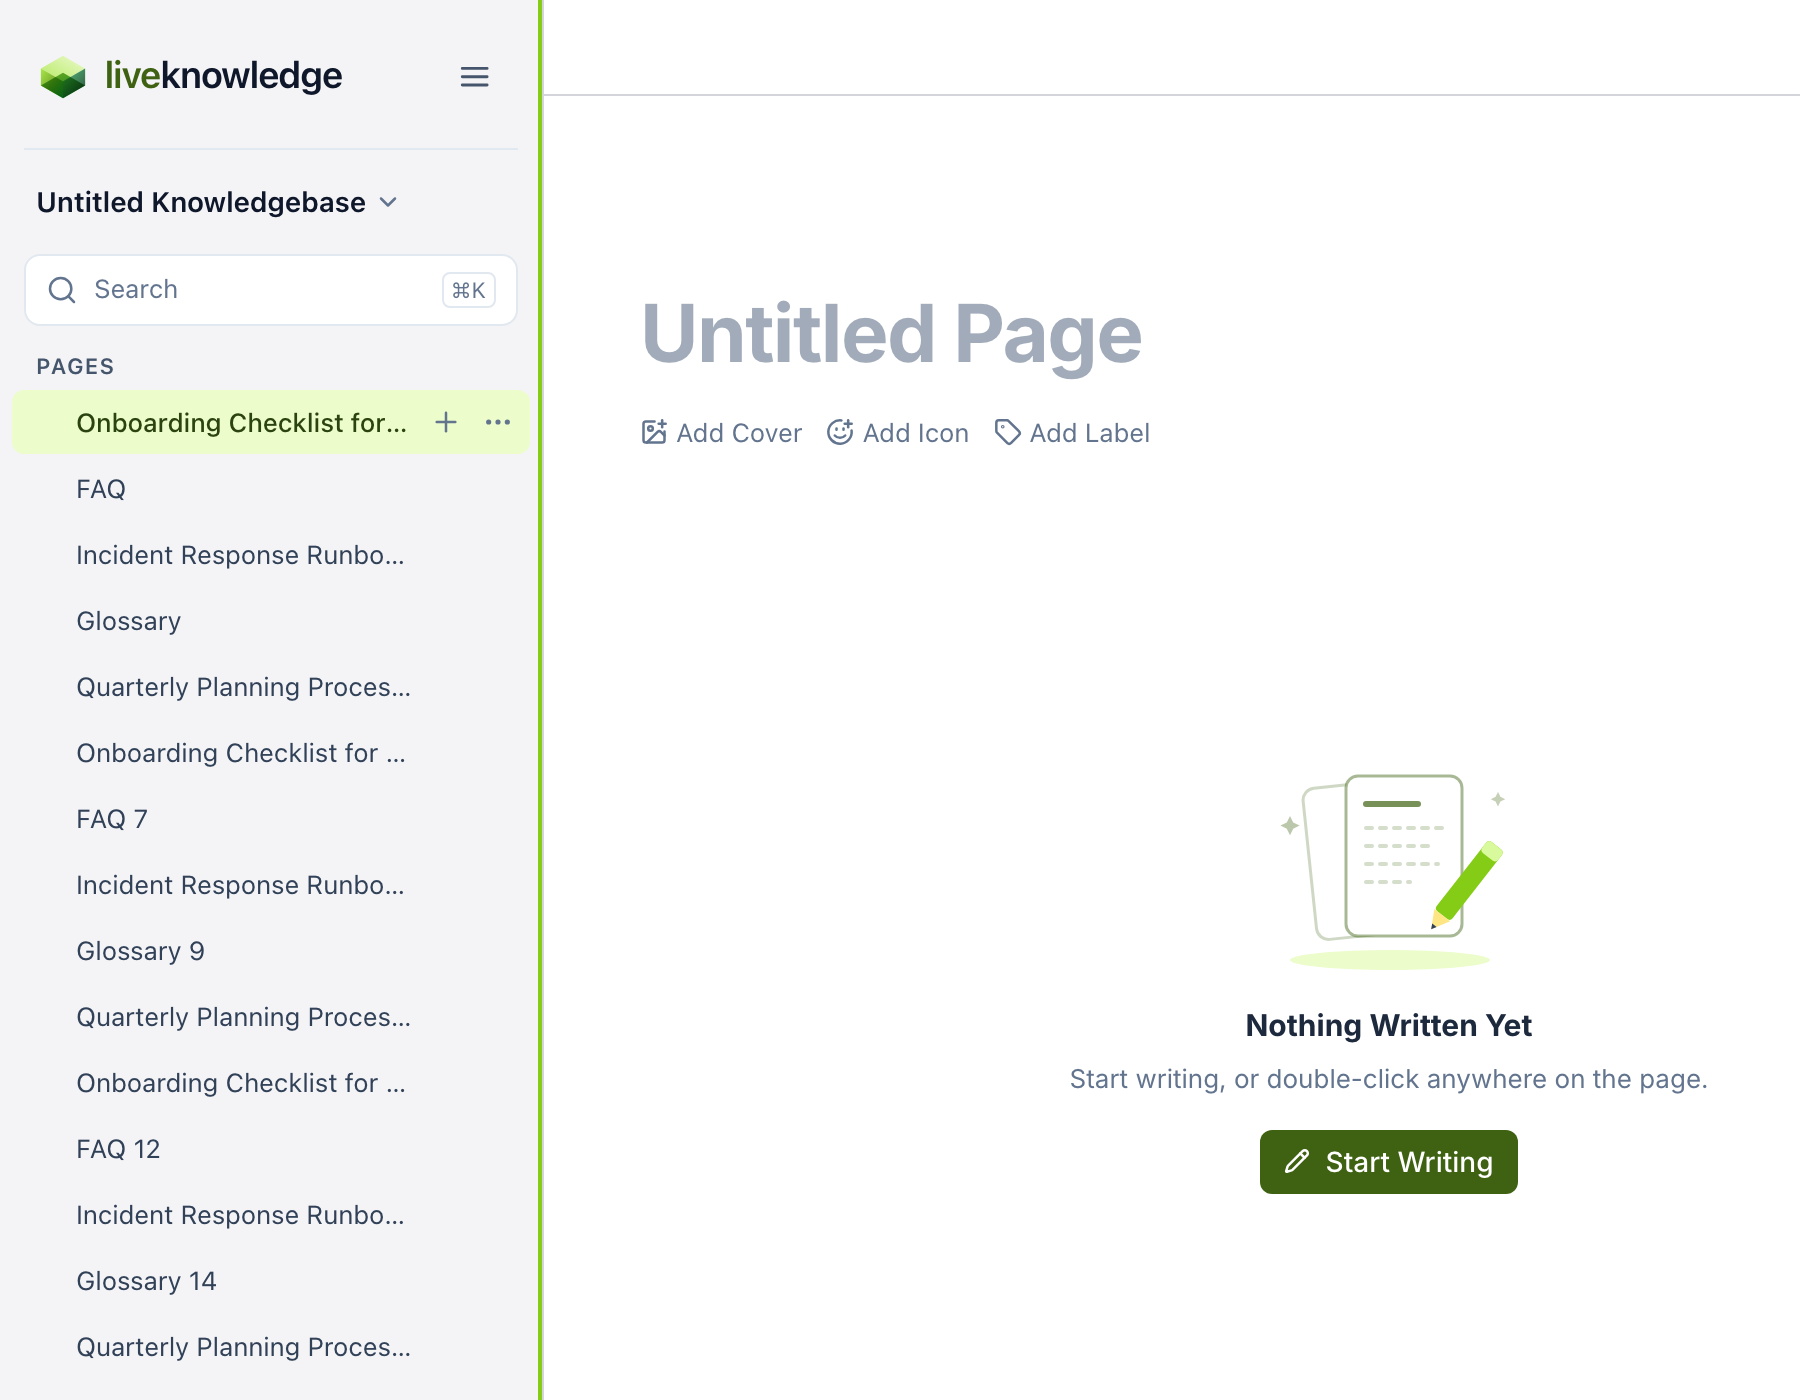 liveknowledge
Untitled Knowledgebase
Search ⌘K
PAGES
Onboarding Checklist for...
FAQ
Incident Response Runbo...
Glossary
Quarterly Planning Proces...
Onboarding Checklist for ...
FAQ 7
Incident Response Runbo...
Glossary 9
Quarterly Planning Proces...
Onboarding Checklist for ...
FAQ 12
Incident Response Runbo...
Glossary 14
Quarterly Planning Proces...
Untitled Page
Add Cover Add Icon Add Label
Nothing Written Yet
Start writing, or double-click anywhere on the page.
Start Writing